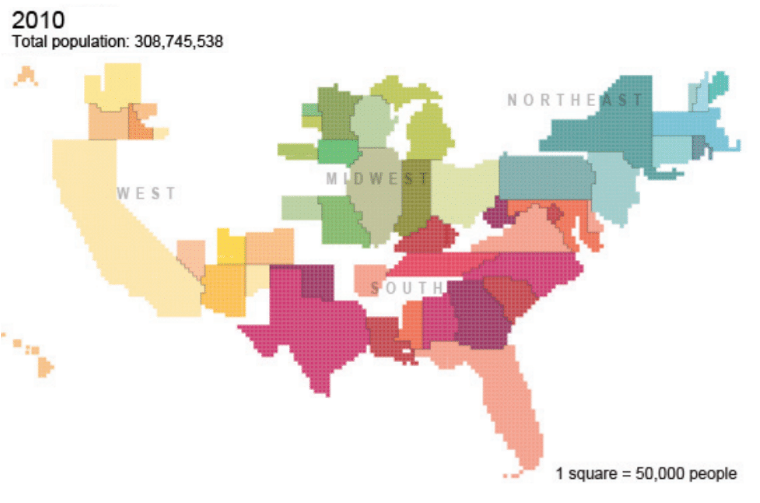 2010
Total population: 308,745,538
NORTHEAST
MIDWEST
WEST
SOUTH
1 square = 50,000 people